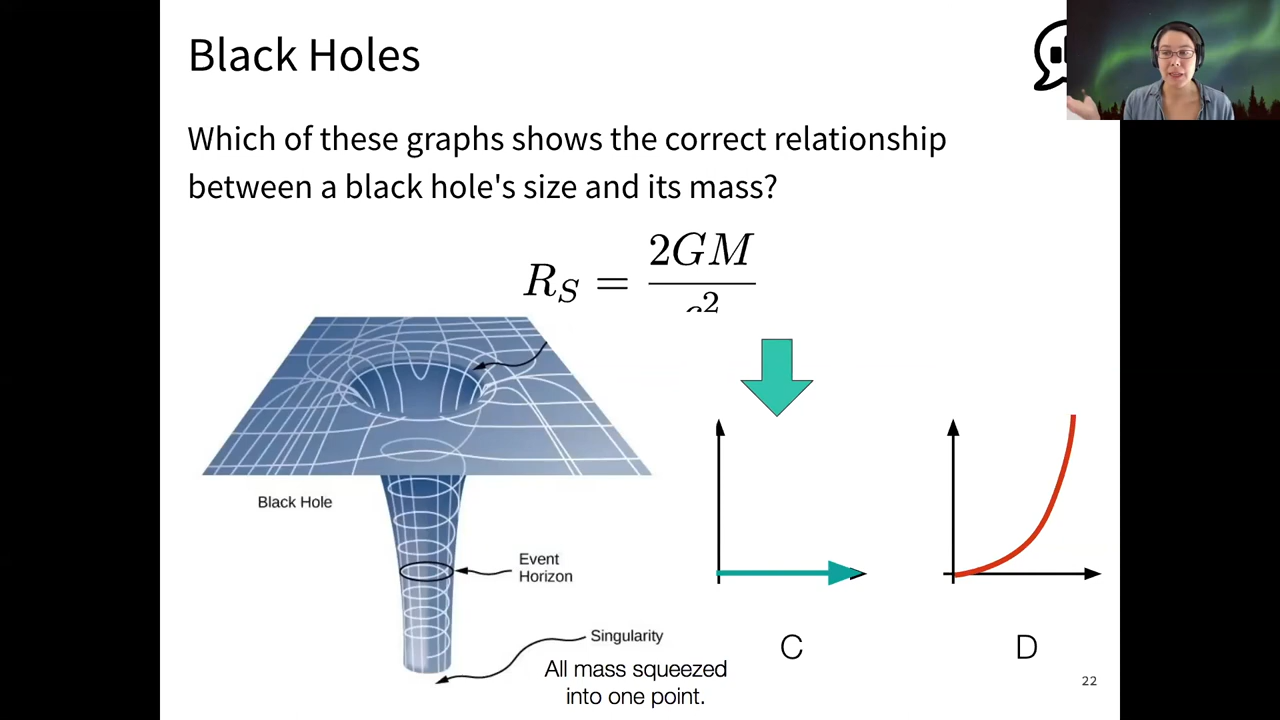 Black Holes
Which of these graphs shows the correct relationship
between a black hole's size and its mass?
R_S = 2GM / c^2
Black Hole
Event
Horizon
Singularity
All mass squeezed
into one point.
C
D
22